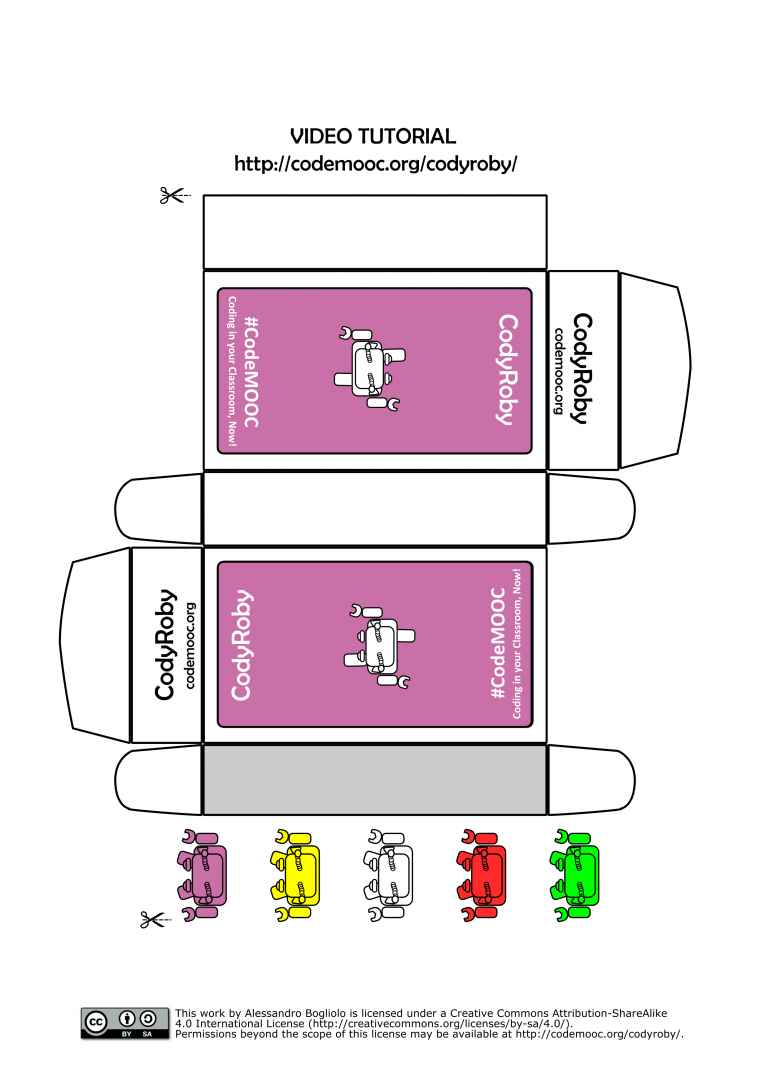 VIDEO TUTORIAL
http://codemooc.org/codyroby/
#CodeMOOC
Coding in your Classroom, Now!
CodyRoby
CodyRoby
codemooc.org
CodyRoby
codemooc.org
CodyRoby
#CodeMOOC
Coding in your Classroom, Now!
cc
BY SA
This work by Alessandro Bogliolo is licensed under a Creative Commons Attribution-ShareAlike
4.0 International License (http://creativecommons.org/licenses/by-sa/4.0/).
Permissions beyond the scope of this license may be available at http://codemooc.org/codyroby/.